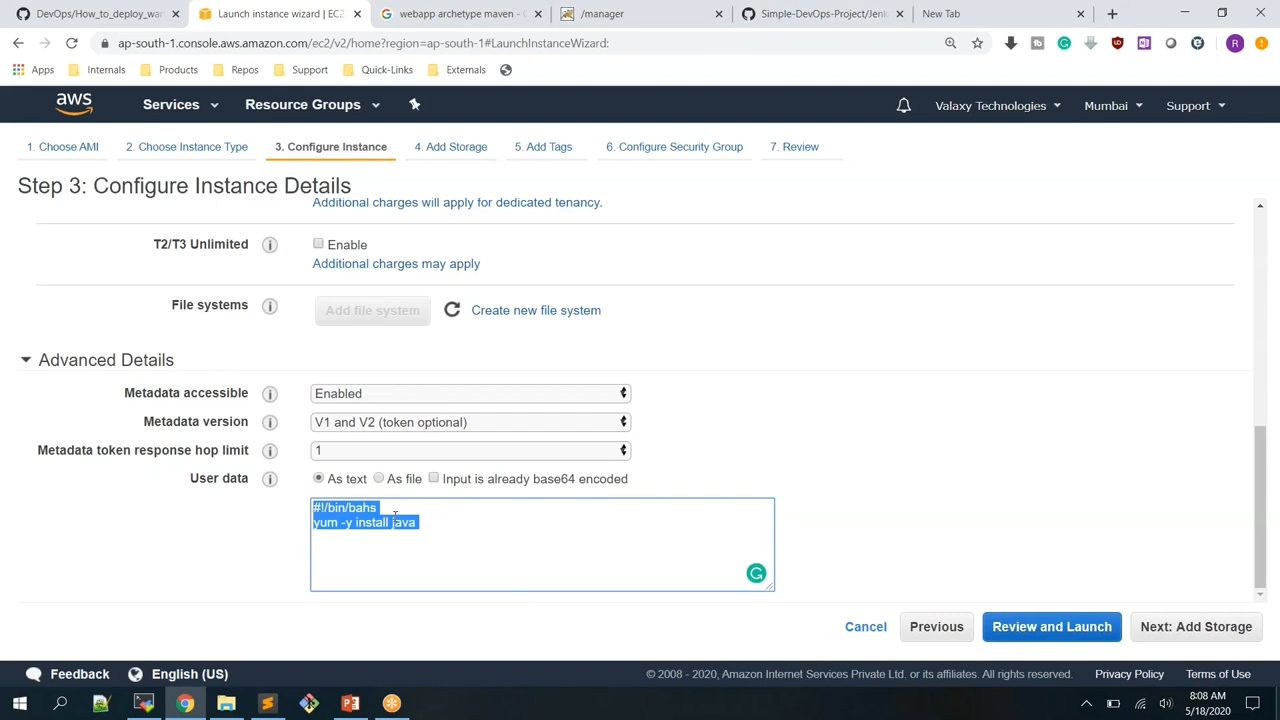 DevOps/How_to_deploy_war
Launch instance wizard | EC2
webapp archetype maven - G
/manager
Simple-DevOps-Project/Jenk
New Tab
ap-south-1.console.aws.amazon.com/ec2/v2/home?region=ap-south-1#LaunchInstanceWizard:
Apps
Internals
Products
Repos
Support
Quick-Links
Externals
aws
Services
Resource Groups
Valaxy Technologies
Mumbai
Support
1. Choose AMI
2. Choose Instance Type
3. Configure Instance
4. Add Storage
5. Add Tags
6. Configure Security Group
7. Review
Step 3: Configure Instance Details
Additional charges will apply for dedicated tenancy.
T2/T3 Unlimited
Enable
Additional charges may apply
File systems
Add file system
Create new file system
Advanced Details
Metadata accessible
Enabled
Metadata version
V1 and V2 (token optional)
Metadata token response hop limit
1
User data
As text
As file
Input is already base64 encoded
#!/bin/bahs
yum -y install java
Cancel
Previous
Review and Launch
Next: Add Storage
Feedback
English (US)
© 2008 - 2020, Amazon Internet Services Private Ltd. or its affiliates. All rights reserved.
Privacy Policy
Terms of Use
8:08 AM
5/18/2020